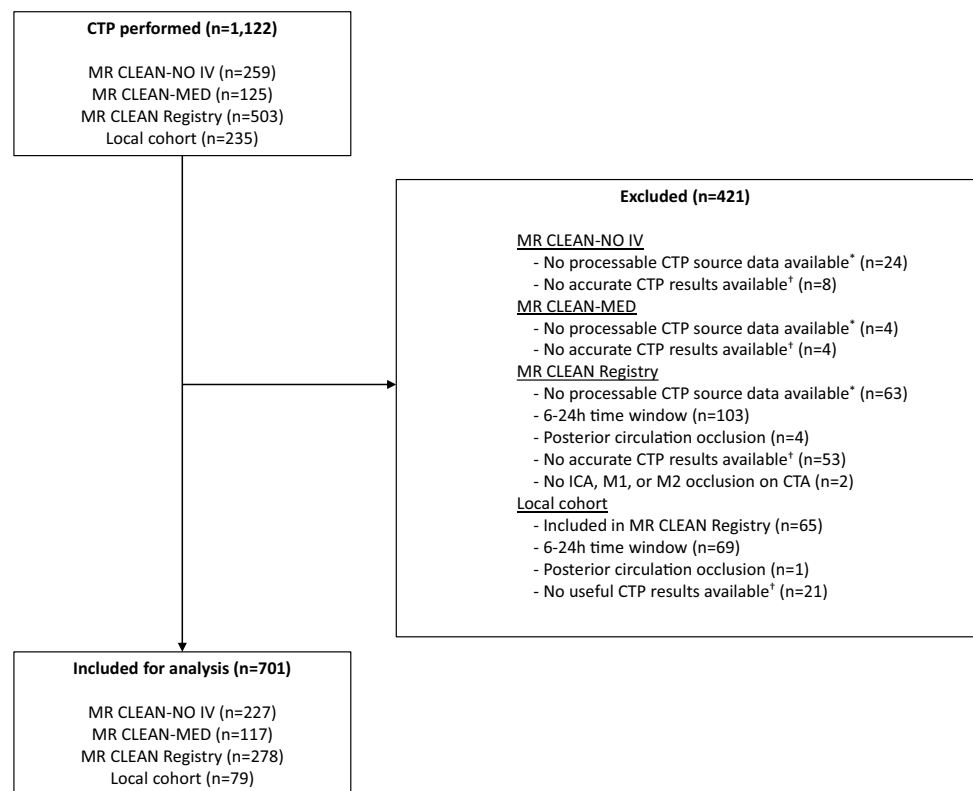 CTP performed (n=1,122)
MR CLEAN-NO IV (n=259)
MR CLEAN-MED (n=125)
MR CLEAN Registry (n=503)
Local cohort (n=235)
Excluded (n=421)
MR CLEAN-NO IV
- No processable CTP source data available* (n=24)
- No accurate CTP results available† (n=8)
MR CLEAN-MED
- No processable CTP source data available* (n=4)
- No accurate CTP results available† (n=4)
MR CLEAN Registry
- No processable CTP source data available* (n=63)
- 6-24h time window (n=103)
- Posterior circulation occlusion (n=4)
- No accurate CTP results available† (n=53)
- No ICA, M1, or M2 occlusion on CTA (n=2)
Local cohort
- Included in MR CLEAN Registry (n=65)
- 6-24h time window (n=69)
- Posterior circulation occlusion (n=1)
- No useful CTP results available† (n=21)
Included for analysis (n=701)
MR CLEAN-NO IV (n=227)
MR CLEAN-MED (n=117)
MR CLEAN Registry (n=278)
Local cohort (n=79)